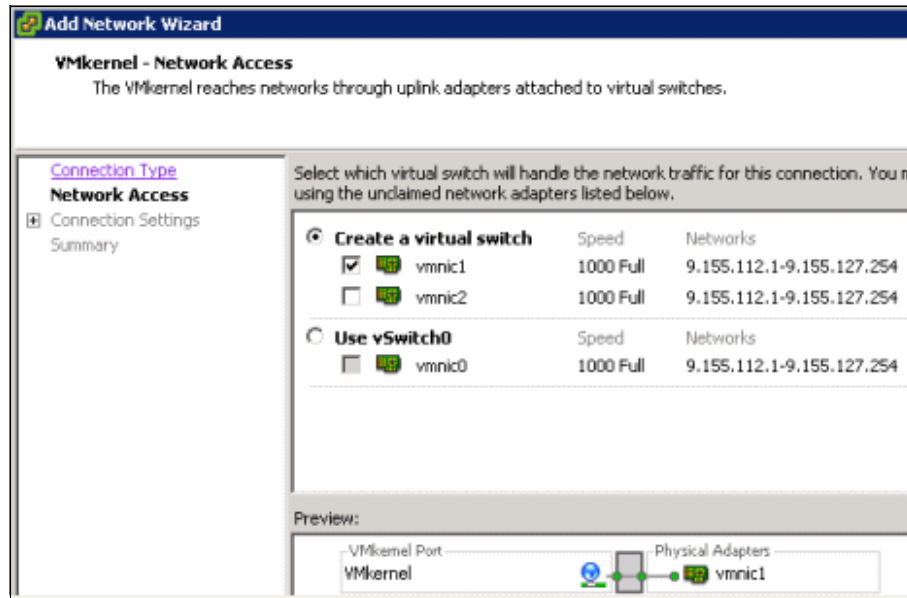 Add Network Wizard
VMkernel - Network Access
The VMkernel reaches networks through uplink adapters attached to virtual switches.
Connection Type
Network Access
Connection Settings
Summary
Select which virtual switch will handle the network traffic for this connection. You
using the unclaimed network adapters listed below.
Create a virtual switch Speed Networks
vmnic1 1000 Full 9.155.112.1-9.155.127.254
vmnic2 1000 Full 9.155.112.1-9.155.127.254
Use vSwitch0 Speed Networks
vmnic0 1000 Full 9.155.112.1-9.155.127.254
Preview:
VMkernel Port Physical Adapters
VMkernel vmnic1